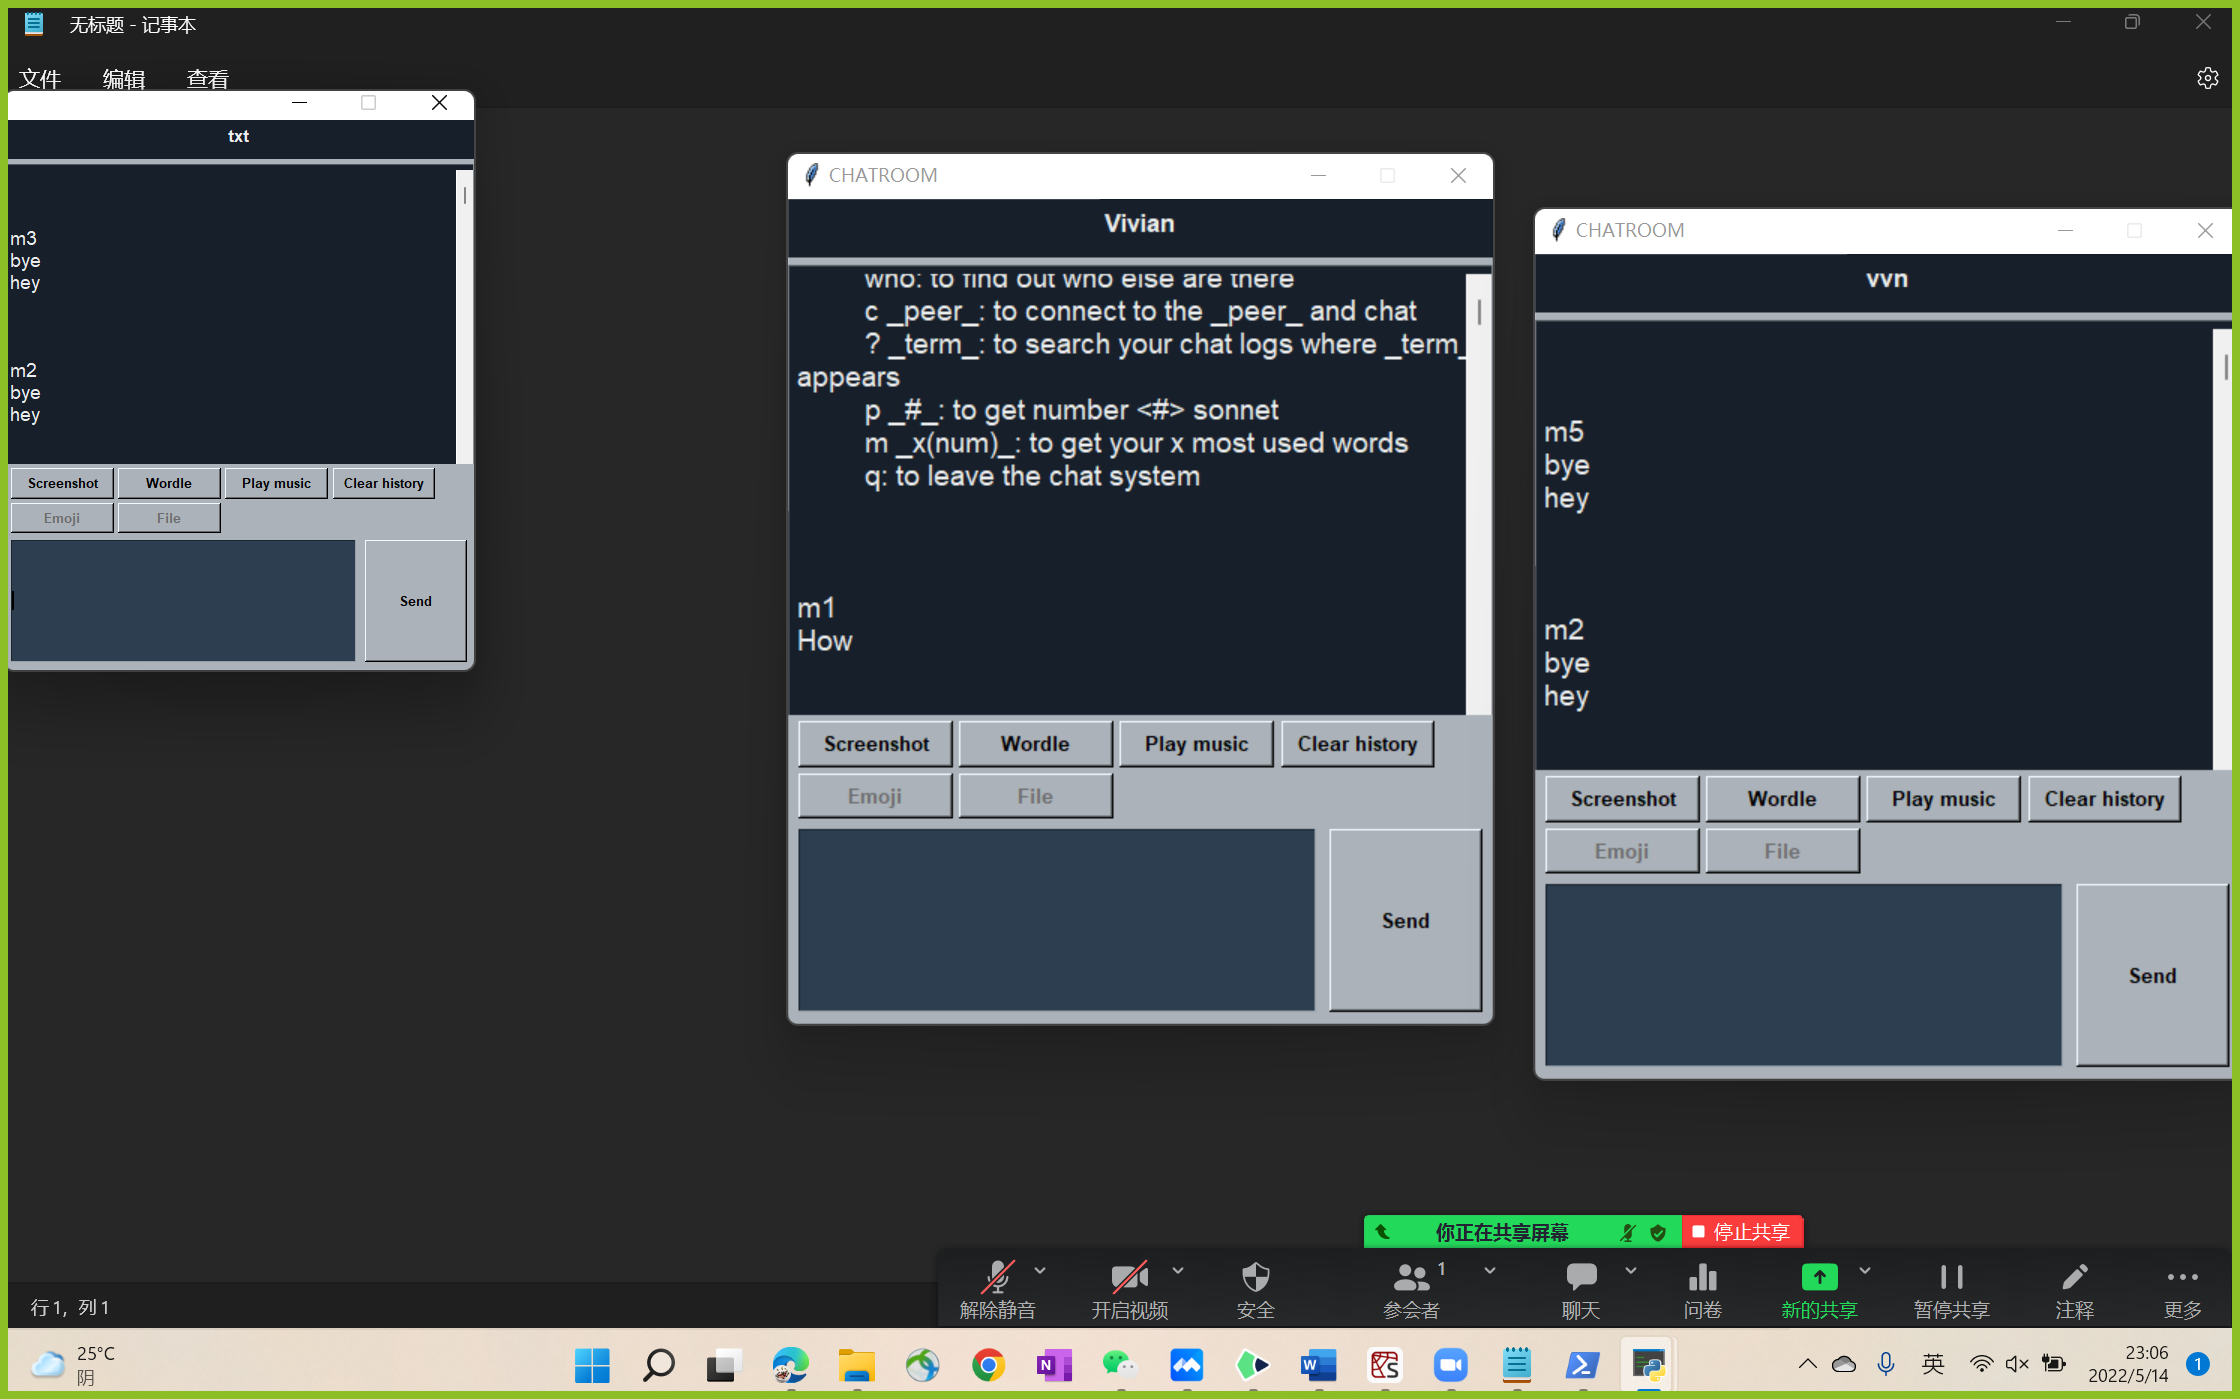 无标题 - 记事本
文件 编辑 查看
txt
m3
bye
hey
m2
bye
hey
Screenshot Wordle Play music Clear history
Emoji File
Send
CHATROOM
Vivian
who: to find out who else are there
c _peer_: to connect to the _peer_ and chat
? _term_: to search your chat logs where _term_
appears
p _#_: to get number <#> sonnet
m _x(num)_: to get your x most used words
q: to leave the chat system
m1
How
Screenshot Wordle Play music Clear history
Emoji File
Send
CHATROOM
vvn
m5
bye
hey
m2
bye
hey
Screenshot Wordle Play music Clear history
Emoji File
Send
你正在共享屏幕 停止共享
1
解除静音 开启视频 安全 参会者 聊天 问卷 新的共享 暂停共享 注释 更多
行 1, 列 1
25°C
阴
N
W
英
23:06
2022/5/14
1